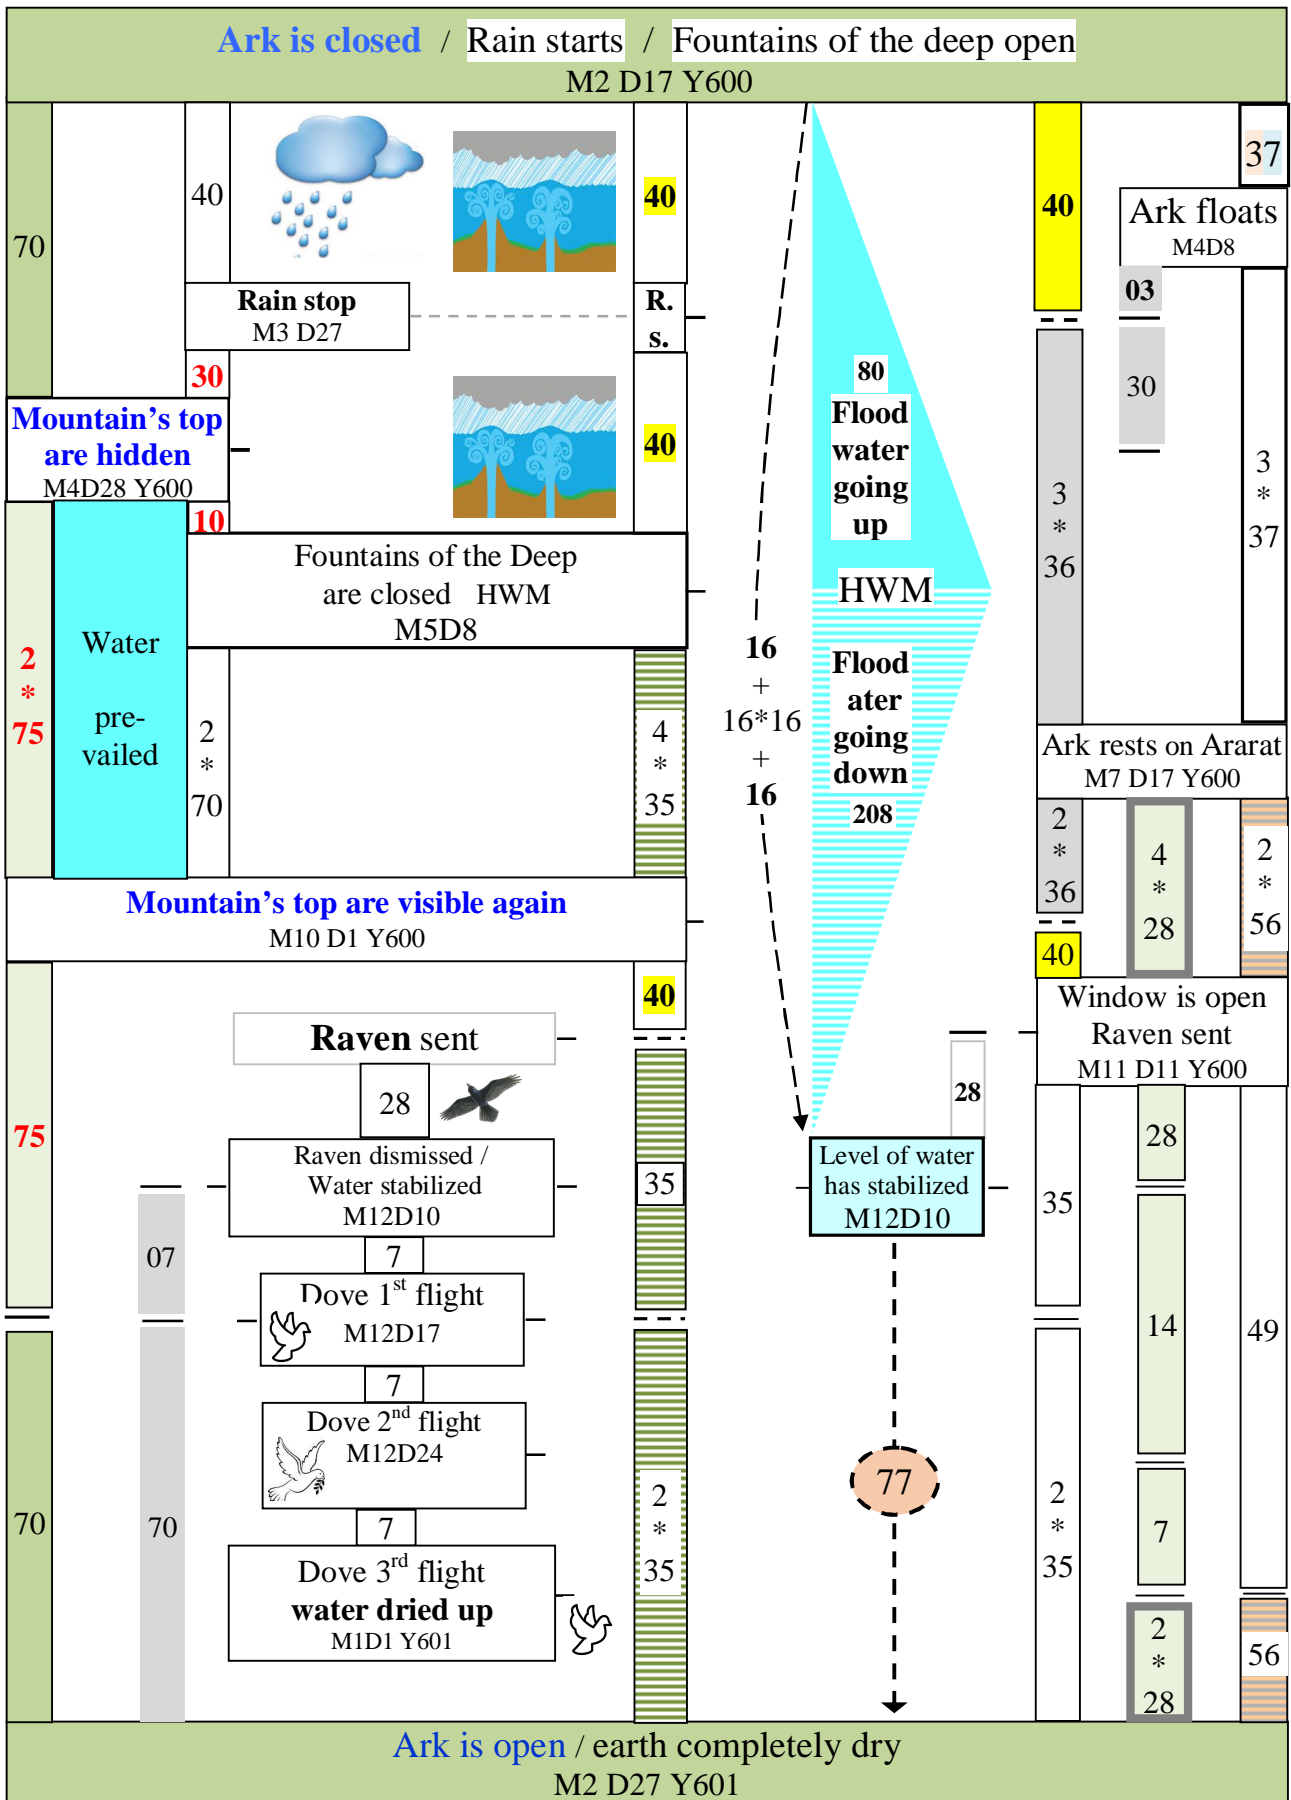 Ark is closed / Rain starts / Fountains of the deep open
M2 D17 Y600
70
40
40
40
37
Ark floats
M4D8
03
Rain stop
M3 D27
R.
s.
30
30
80
Flood
water
going
up
Mountain's top
are hidden
M4D28 Y600
40
10
3
*
36
3
*
37
Fountains of the Deep
are closed HWM
M5D8
HWM
2
*
75
Water
pre-
vailed
2
*
70
4
*
35
16
+
16*16
+
16
Flood
ater
going
down
208
Ark rests on Ararat
M7 D17 Y600
2
*
36
4
*
28
2
*
56
40
Mountain's top are visible again
M10 D1 Y600
40
Window is open
Raven sent
M11 D11 Y600
Raven sent
28
28
75
Raven dismissed /
Water stabilized
M12D10
35
Level of water
has stabilized
M12D10
35
28
07
7
Dove 1st flight
M12D17
14
49
7
Dove 2nd flight
M12D24
77
70
70
7
2
*
35
2
*
35
7
Dove 3rd flight
water dried up
M1D1 Y601
2
*
28
56
Ark is open / earth completely dry
M2 D27 Y601